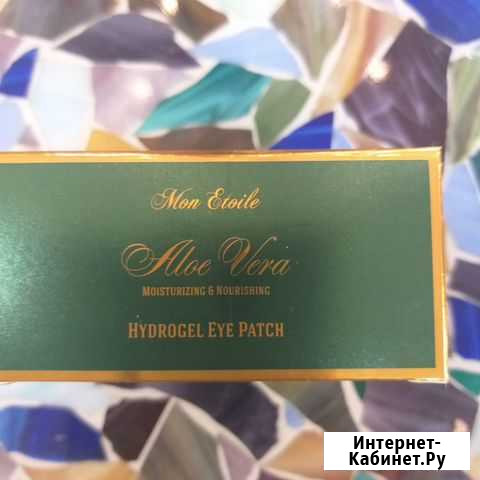 Mon Etoile
Aloe Vera
MOISTURIZING & NOURISHING
HYDROGEL EYE PATCH
Интернет-
Кабинет.Ру